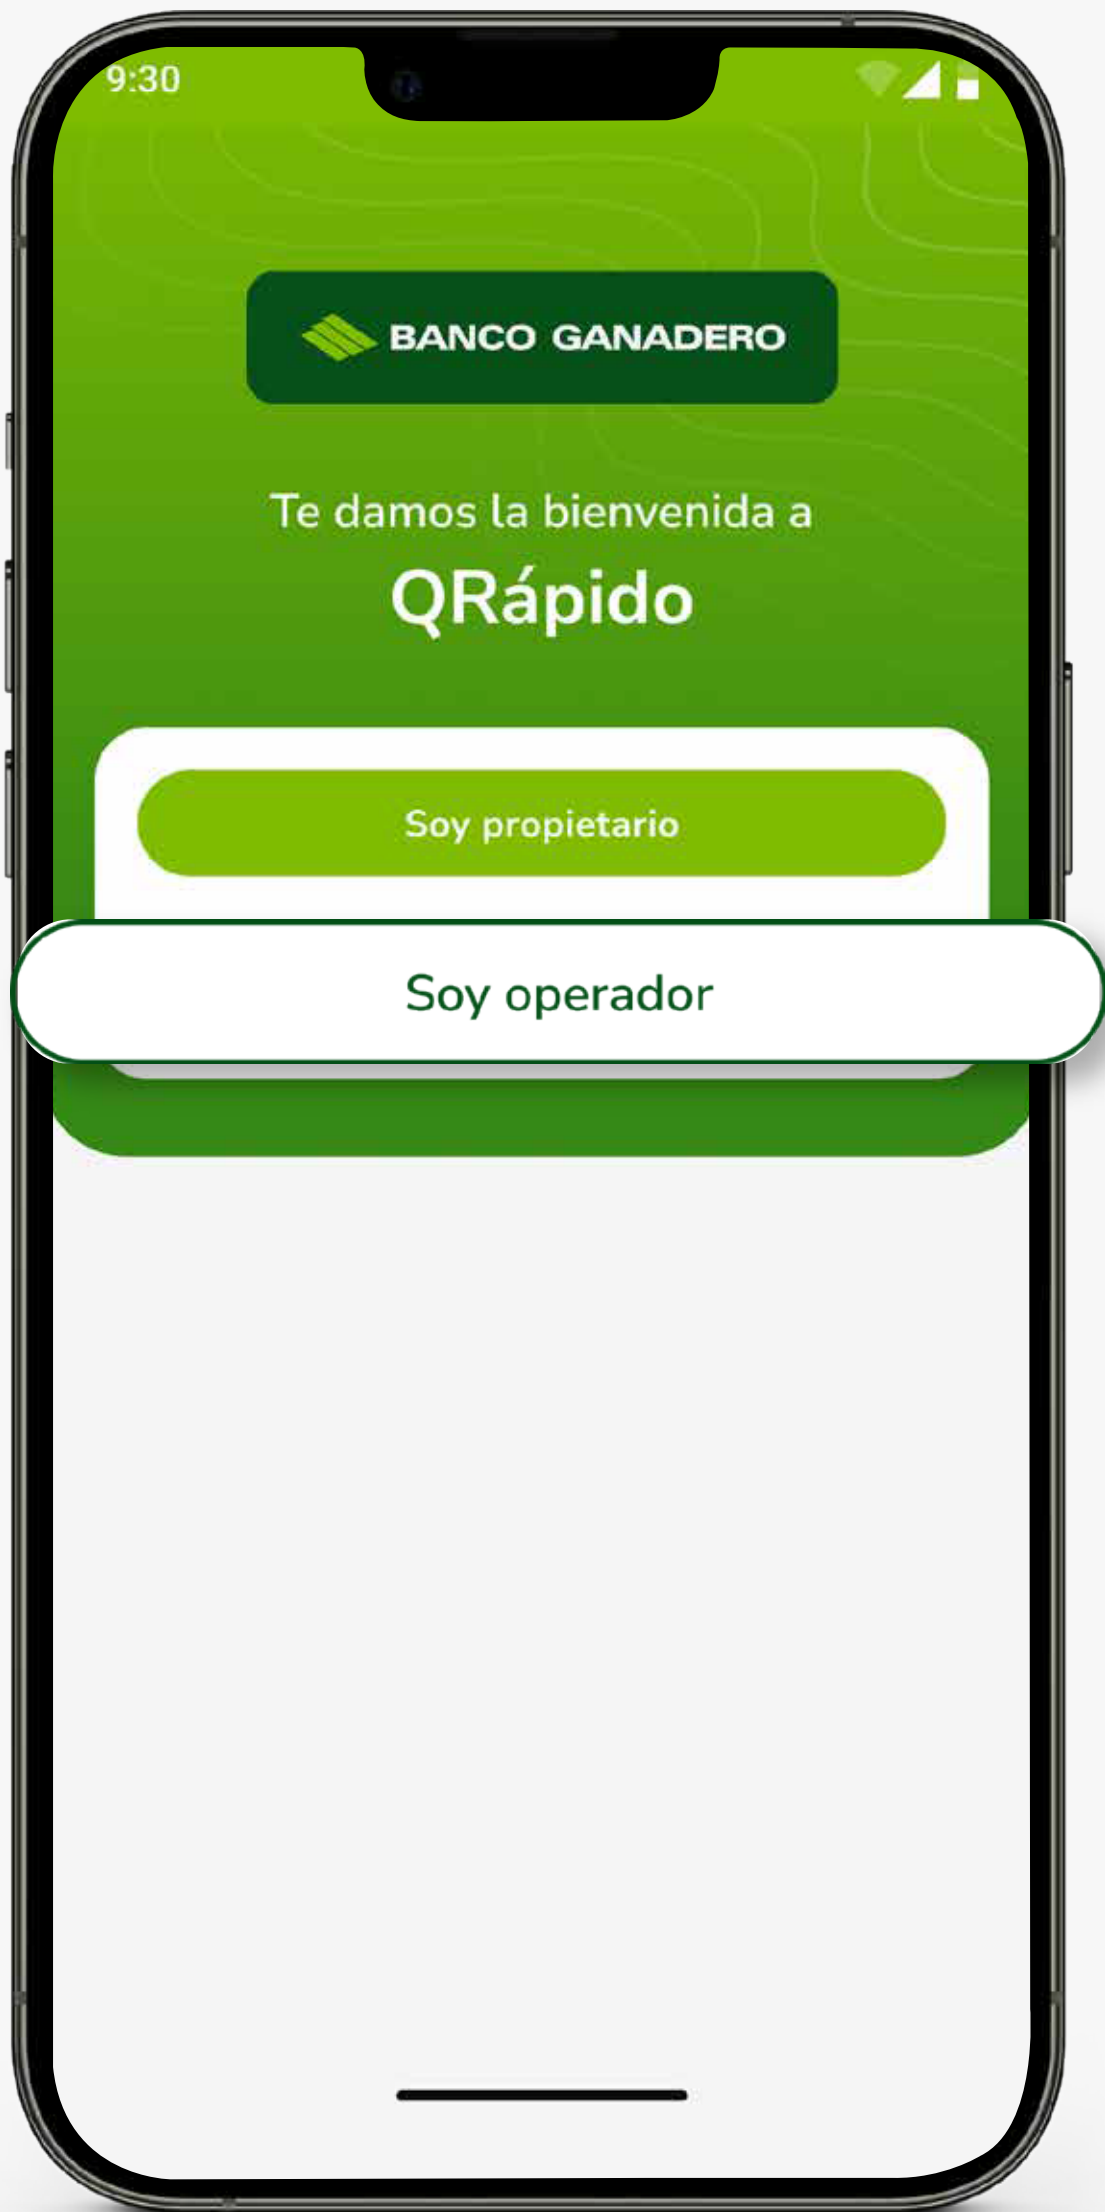 9:30
BANCO GANADERO
Te damos la bienvenida a
QRápido
Soy propietario
Soy operador